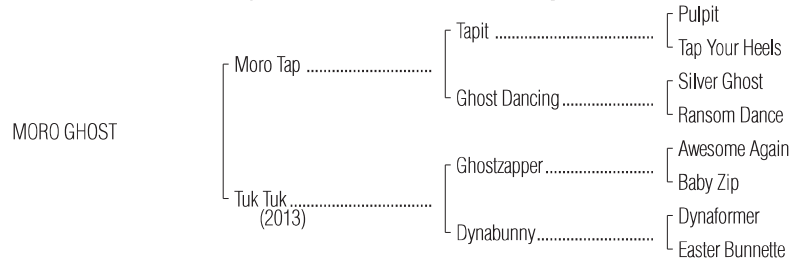 Pulpit
Tapit
Tap Your Heels
Moro Tap
Silver Ghost
Ghost Dancing
Ransom Dance
MORO GHOST
Awesome Again
Ghostzapper
Baby Zip
Tuk Tuk
(2013)
Dynaformer
Dynabunny
Easter Bunnette